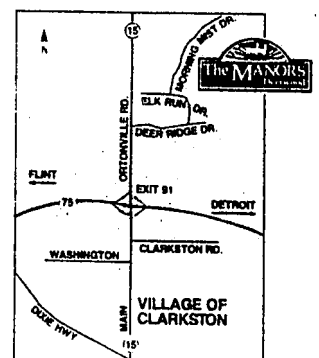 N
15
MORNING MIST DR.
The MANORS
Deerwood
ELK RUN DR.
DEER RIDGE DR.
ORTONVILLE RD.
FLINT
EXIT 91
75
DETROIT
CLARKSTON RD.
WASHINGTON
DIXIE HWY
MAIN
VILLAGE OF
CLARKSTON
15